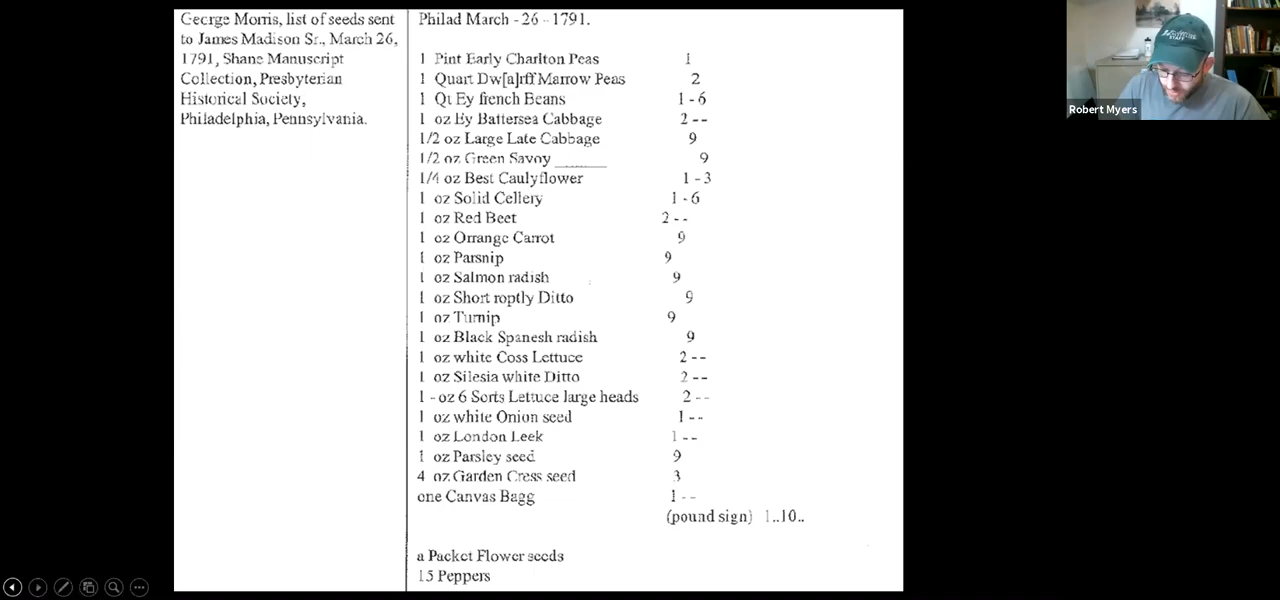 George Morris, list of seeds sent
to James Madison Sr., March 26,
1791, Shane Manuscript
Collection, Presbyterian
Historical Society,
Philadelphia, Pennsylvania.
Philad March - 26 - 1791.
1 Pint Early Charlton Peas 1
1 Quart Dw[a]rff Marrow Peas 2
1 Qt Ey french Beans 1 - 6
1 oz Ey Battersea Cabbage 2 --
1/2 oz Large Late Cabbage 9
1/2 oz Green Savoy ______ 9
1/4 oz Best Caulyflower 1 - 3
1 oz Solid Cellery 1 - 6
1 oz Red Beet 2 - -
1 oz Orrange Carrot 9
1 oz Parsnip 9
1 oz Salmon radish 9
1 oz Short roptly Ditto 9
1 oz Turnip 9
1 oz Black Spanesh radish 9
1 oz white Coss Lettuce 2 --
1 oz Silesia white Ditto 2 --
1 - oz 6 Sorts Lettuce large heads 2 --
1 oz white Onion seed 1 --
1 oz London Leek 1 --
1 oz Parsley seed 9
4 oz Garden Cress seed 3
one Canvas Bagg 1 --
(pound sign) 1..10..
a Packet Flower seeds
15 Peppers
Robert Myers